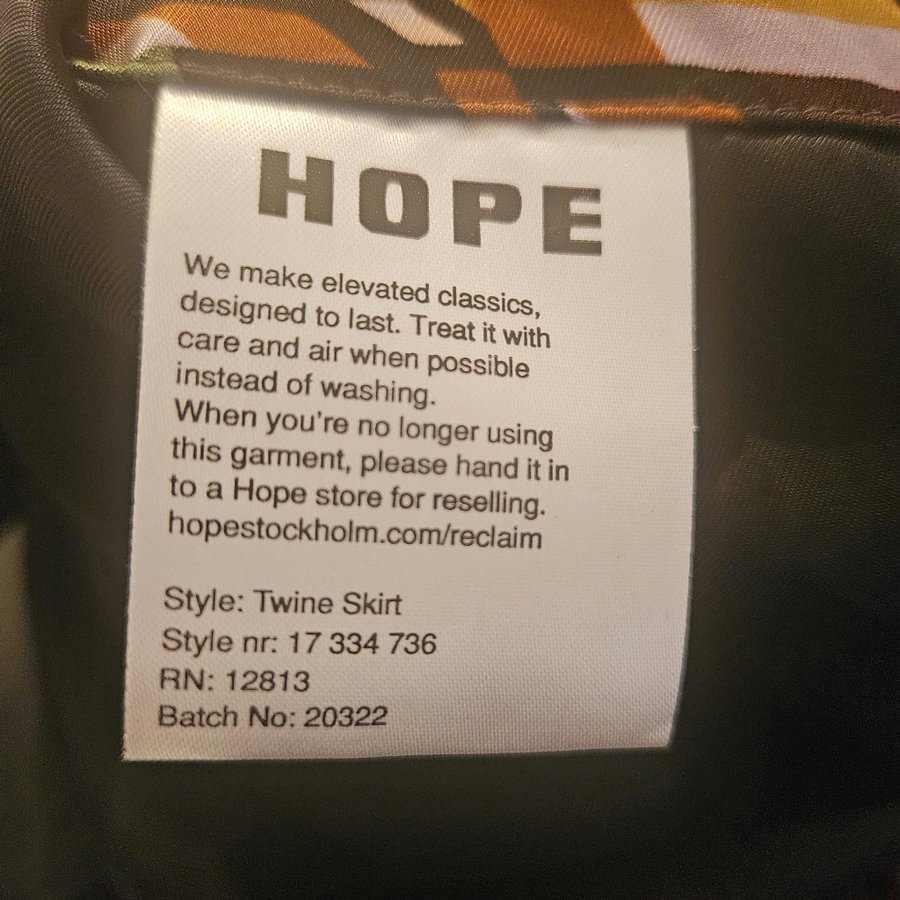 HOPE
We make elevated classics,
designed to last. Treat it with
care and air when possible
instead of washing.
When you're no longer using
this garment, please hand it in
to a Hope store for reselling.
hopestockholm.com/reclaim
Style: Twine Skirt
Style nr: 17 334 736
RN: 12813
Batch No: 20322